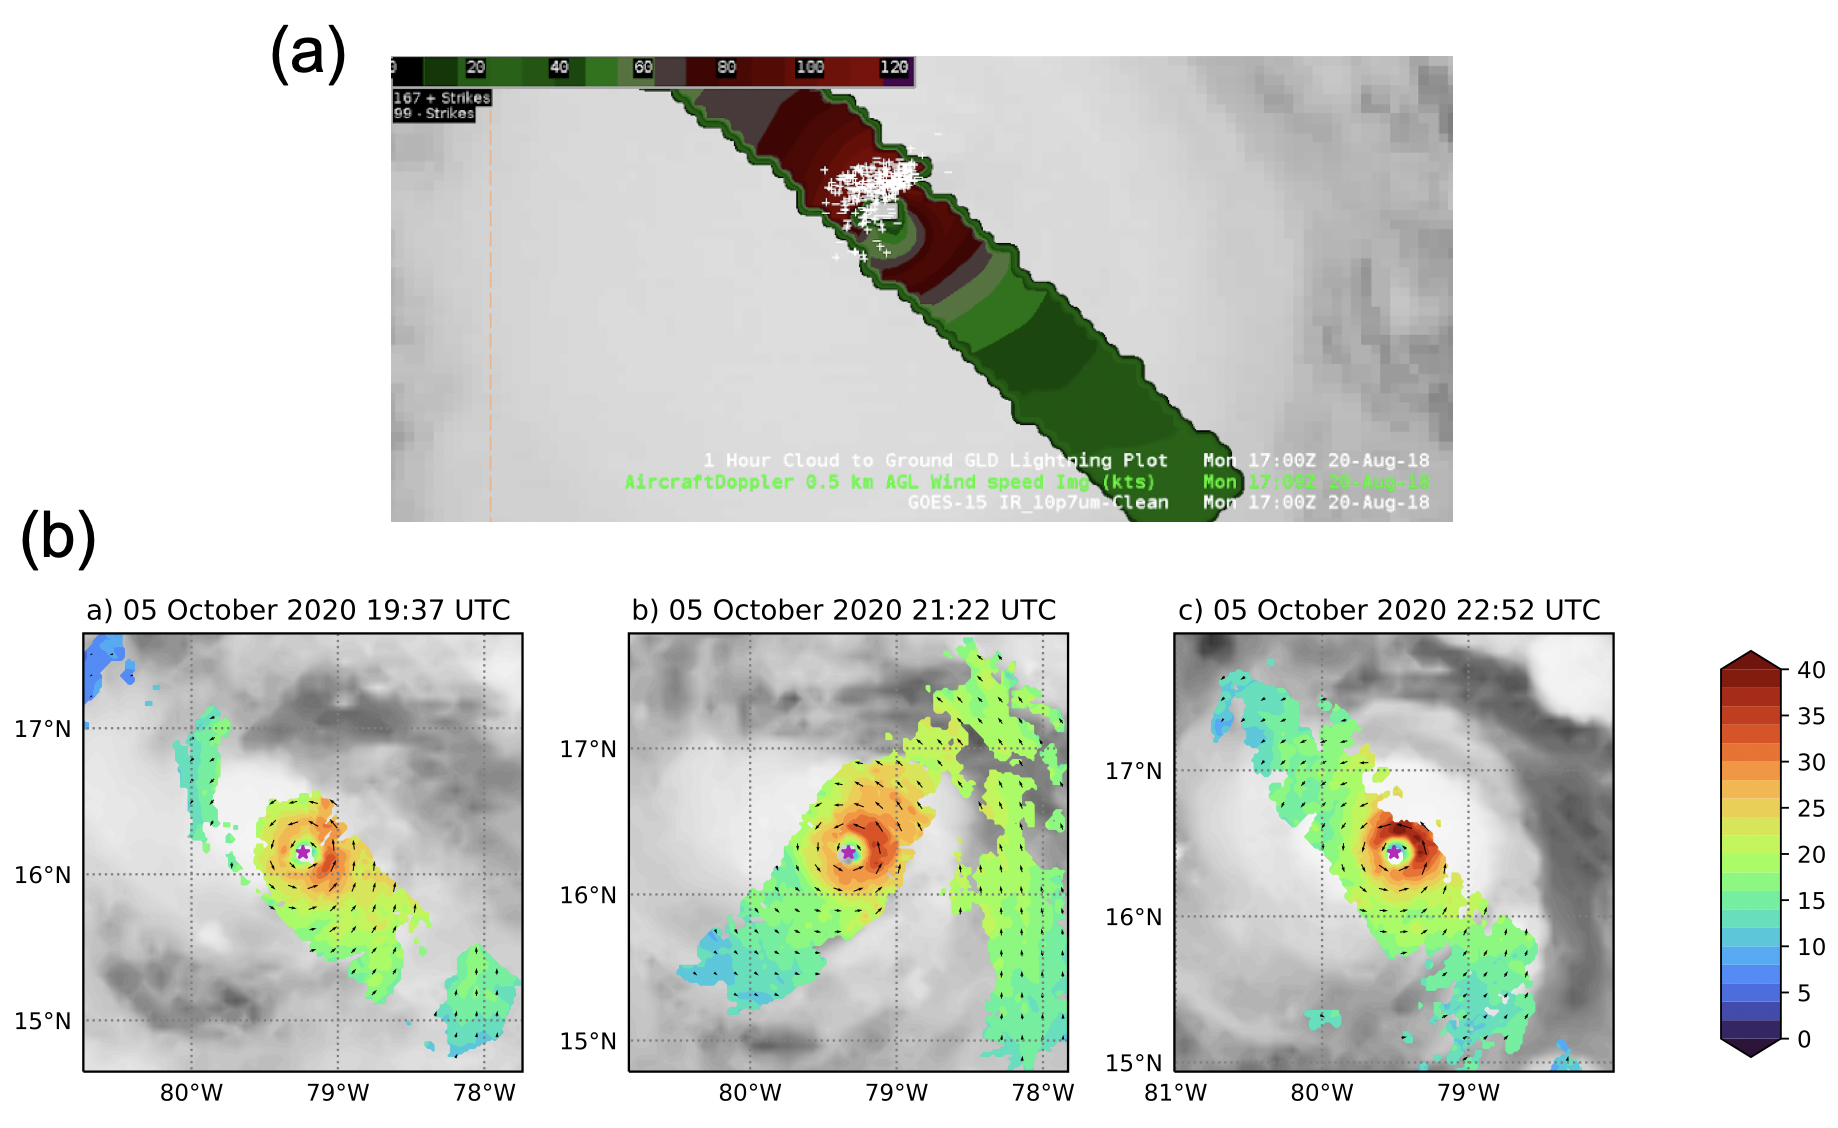 (a)
0 20 40 60 80 100 120
167 + Strikes
99 - Strikes
1 Hour Cloud to Ground GLD Lightning Plot Mon 17:00Z 20-Aug-18
AircraftDoppler 0.5 km AGL Wind speed Img (kts) Mon 17:00Z 20-Aug-18
GOES-15 IR_10p7um-Clean Mon 17:00Z 20-Aug-18
(b)
a) 05 October 2020 19:37 UTC
17°N
16°N
15°N
80°W 79°W 78°W
b) 05 October 2020 21:22 UTC
17°N
16°N
15°N
80°W 79°W 78°W
c) 05 October 2020 22:52 UTC
17°N
16°N
15°N
81°W 80°W 79°W
40
35
30
25
20
15
10
5
0